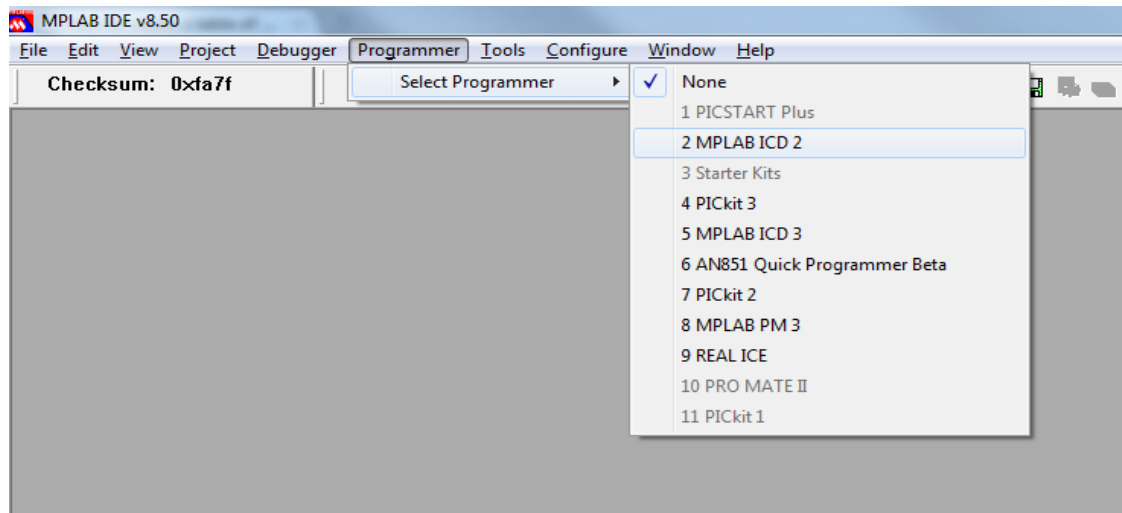 MPLAB IDE v8.50
File Edit View Project Debugger Programmer Tools Configure Window Help
Checksum: 0xfa7f
Select Programmer
None
1 PICSTART Plus
2 MPLAB ICD 2
3 Starter Kits
4 PICkit 3
5 MPLAB ICD 3
6 AN851 Quick Programmer Beta
7 PICkit 2
8 MPLAB PM 3
9 REAL ICE
10 PRO MATE II
11 PICkit 1